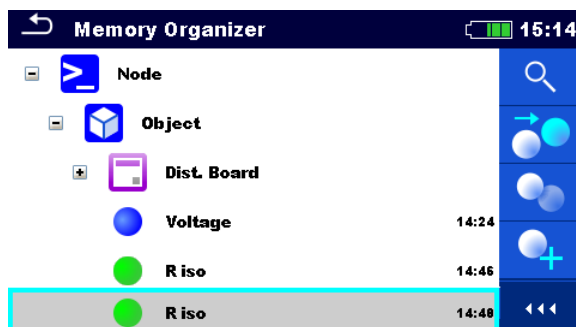 Memory Organizer 15:14
Node
Object
Dist. Board
Voltage 14:24
R iso 14:46
R iso 14:48